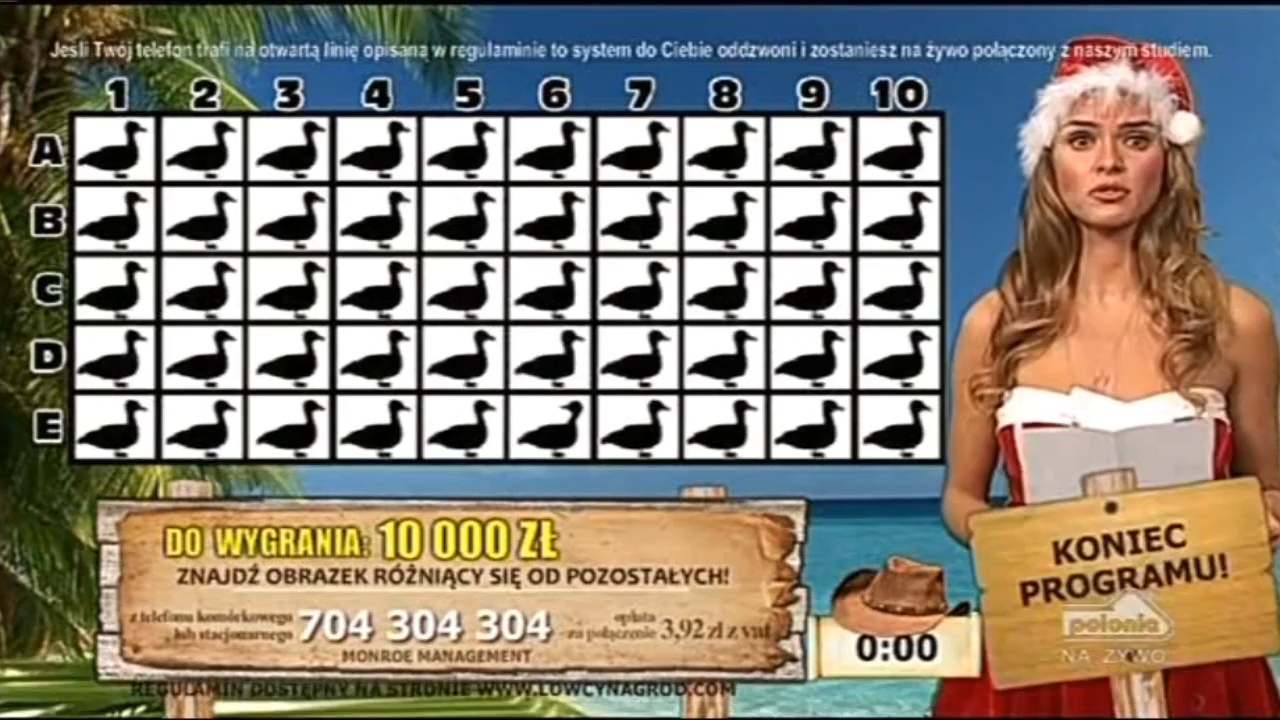 Jeśli Twój telefon trafi na otwartą linię opisaną w regulaminie to system do Ciebie oddzwoni i zostaniesz na żywo połączony z naszym studiem.
1 2 3 4 5 6 7 8 9 10
A
B
C
D
E
DO WYGRANIA: 10 000 ZŁ
ZNAJDŹ OBRAZEK RÓŻNIĄCY SIĘ OD POZOSTAŁYCH!
z telefonu komórkowego lub stacjonarnego 704 304 304 opłata za połączenie 3,92 zł z vat
MONROE MANAGEMENT
REGULAMIN DOSTĘPNY NA STRONIE WWW.LOWCYNAGROD.COM
0:00
KONIEC
PROGRAMU!
polonia
NA ŻYWO